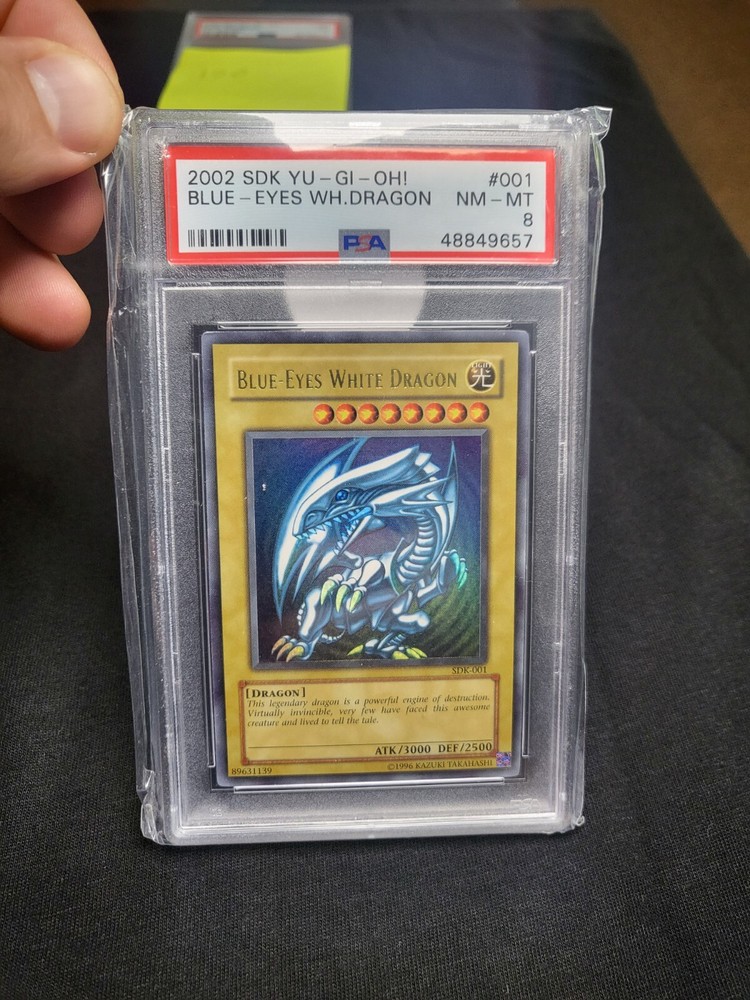 2002 SDK YU-GI-OH! #001
BLUE-EYES WH.DRAGON NM-MT
8
PSA 48849657
BLUE-EYES WHITE DRAGON
LIGHT
光
SDK-001
[DRAGON]
This legendary dragon is a powerful engine of destruction.
Virtually invincible, very few have faced this awesome
creature and lived to tell the tale.
ATK/3000 DEF/2500
89631139 ©1996 KAZUKI TAKAHASHI